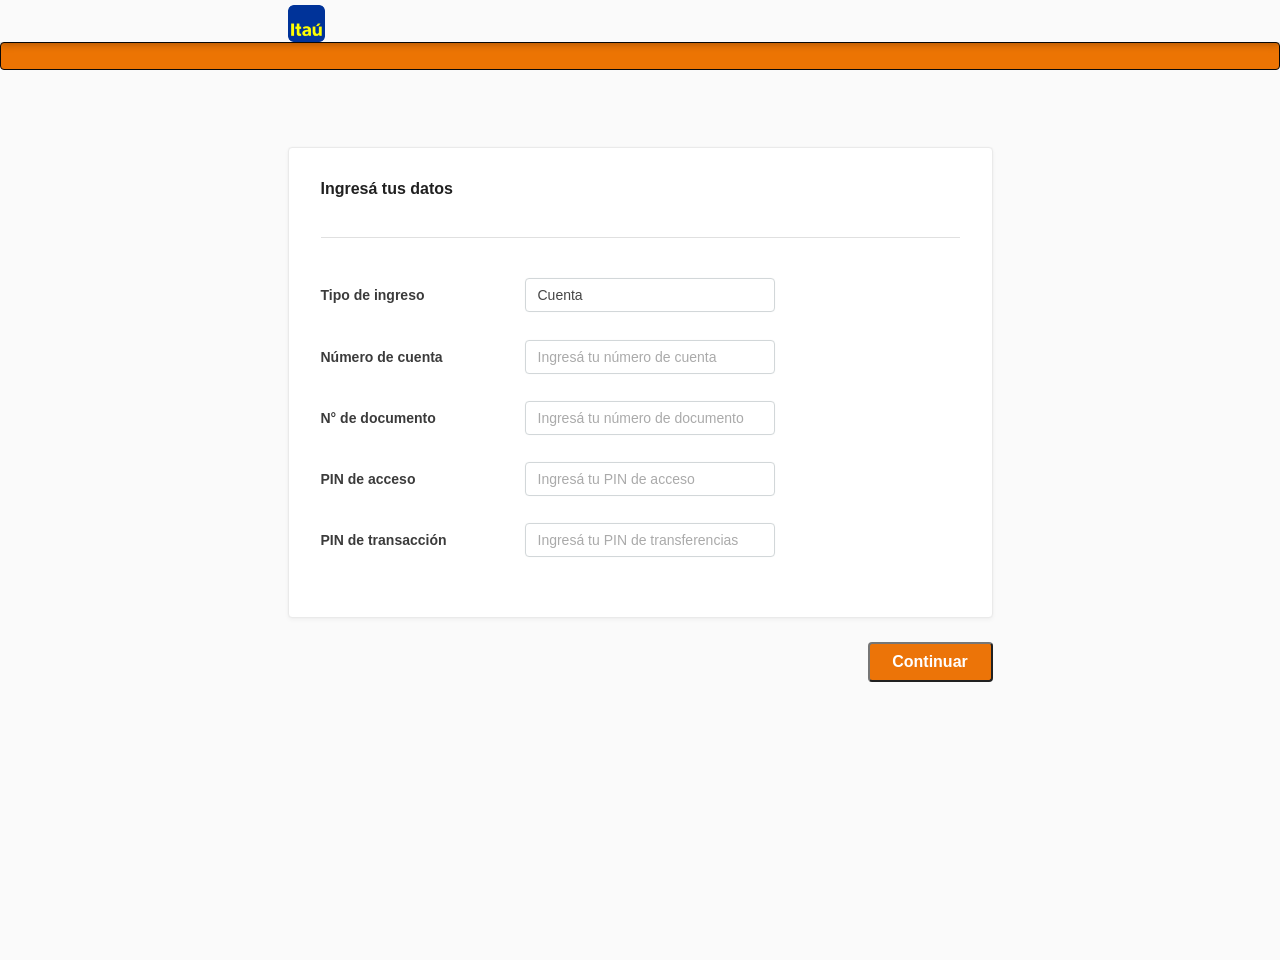 Itaú
Ingresá tus datos
Tipo de ingreso
Cuenta
Número de cuenta
Ingresá tu número de cuenta
N° de documento
Ingresá tu número de documento
PIN de acceso
Ingresá tu PIN de acceso
PIN de transacción
Ingresá tu PIN de transferencias
Continuar